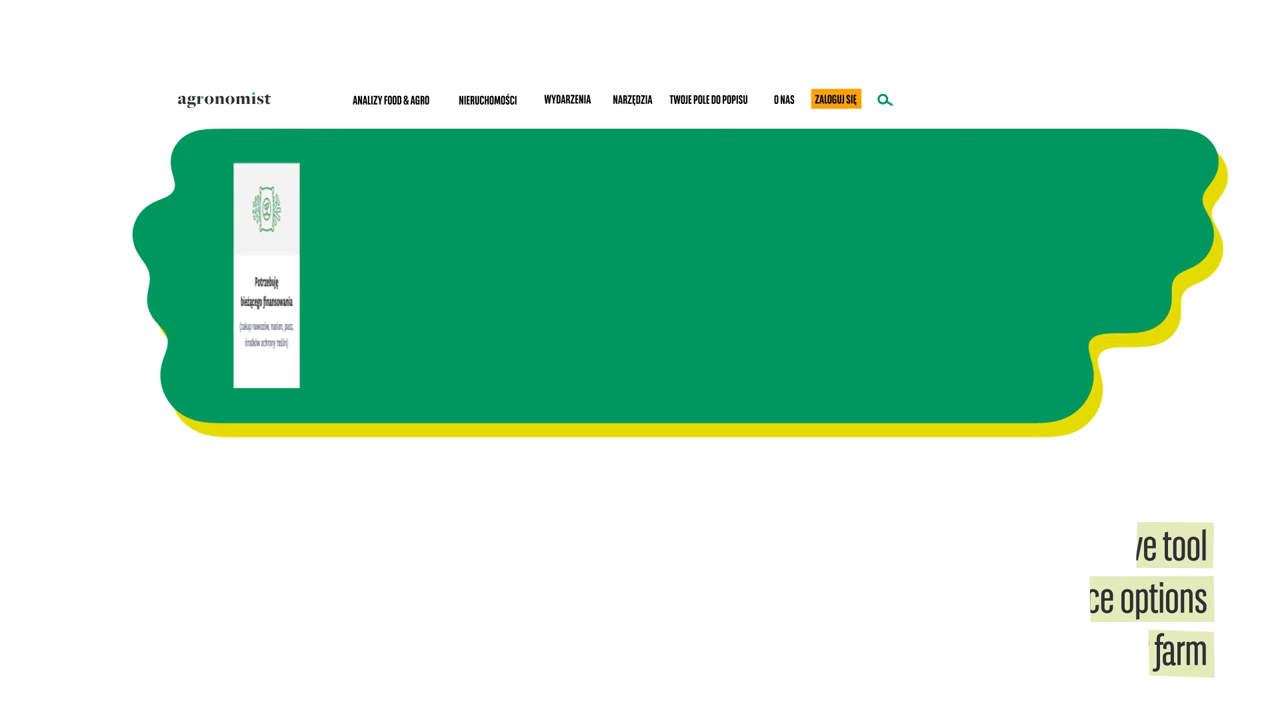 agronomist
ANALIZY FOOD & AGRO NIERUCHOMOŚCI WYDARZENIA NARZĘDZIA TWOJE POLE DO POPISU O NAS ZALOGUJ SIĘ
Potrzebuję
bieżącego finansowania
(zakup nawozów, nasion, pasz,
środków ochrony roślin)
tool
options
farm